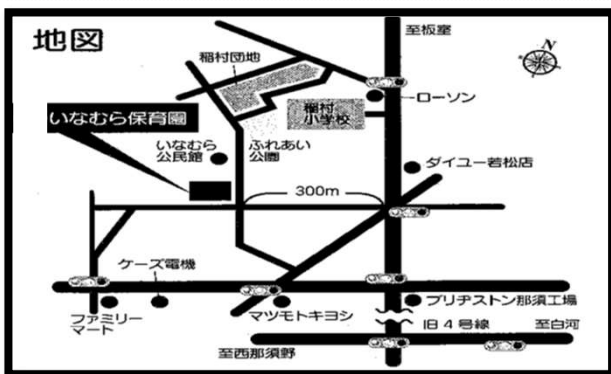 地図
至板室
N
稲村団地
ローソン
稲村
小学校
いなむら保育園
いなむら
公民館
ふれあい
公園
ダイユー若松店
300m
ケーズ電機
ファミリー
マート
マツモトキヨシ
ブリヂストン那須工場
旧4号線
至白河
至西那須野